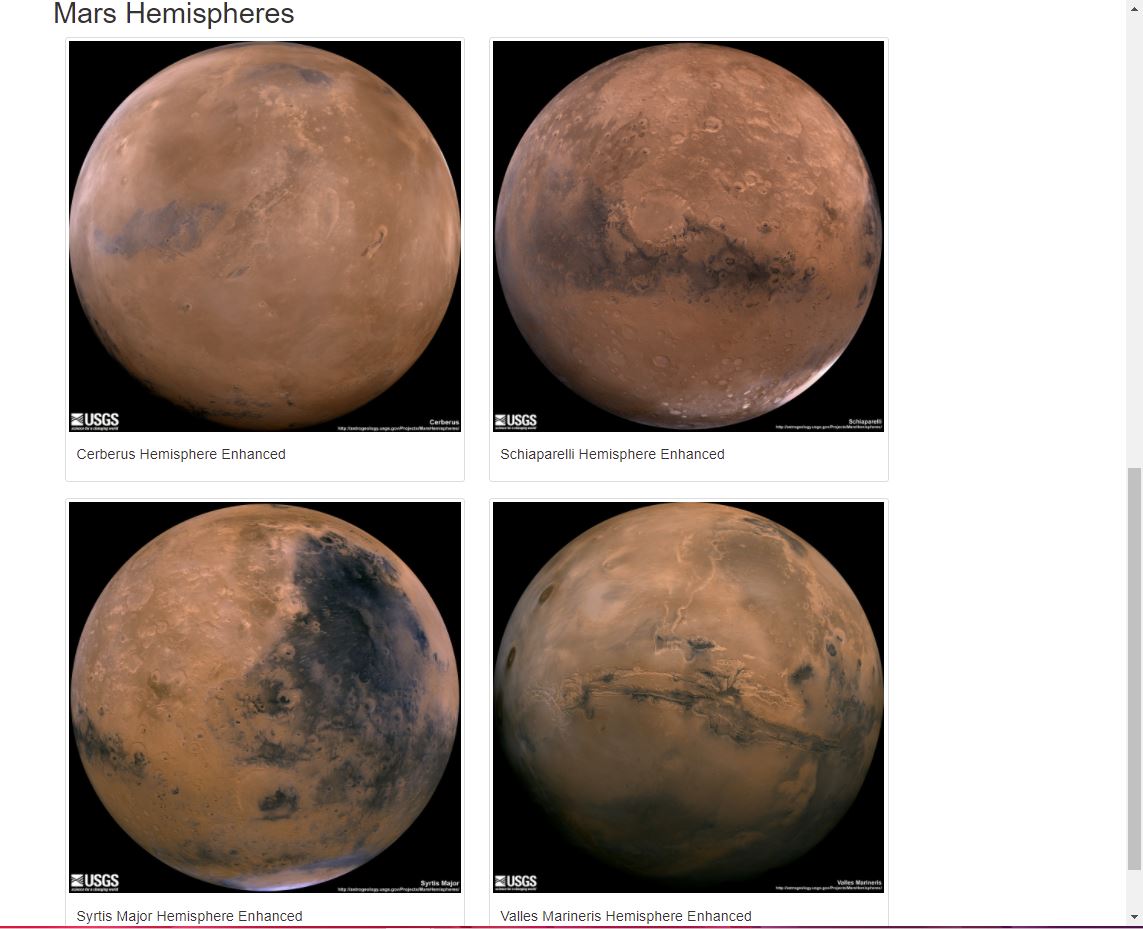 Mars Hemispheres
USGS
science for a changing world
Cerberus
http://astrogeology.usgs.gov/Projects/MarsHemispheres/
Cerberus Hemisphere Enhanced
USGS
science for a changing world
Schiaparelli
http://astrogeology.usgs.gov/Projects/MarsHemispheres/
Schiaparelli Hemisphere Enhanced
USGS
science for a changing world
Syrtis Major
http://astrogeology.usgs.gov/Projects/MarsHemispheres/
Syrtis Major Hemisphere Enhanced
USGS
science for a changing world
Valles Marineris
http://astrogeology.usgs.gov/Projects/MarsHemispheres/
Valles Marineris Hemisphere Enhanced